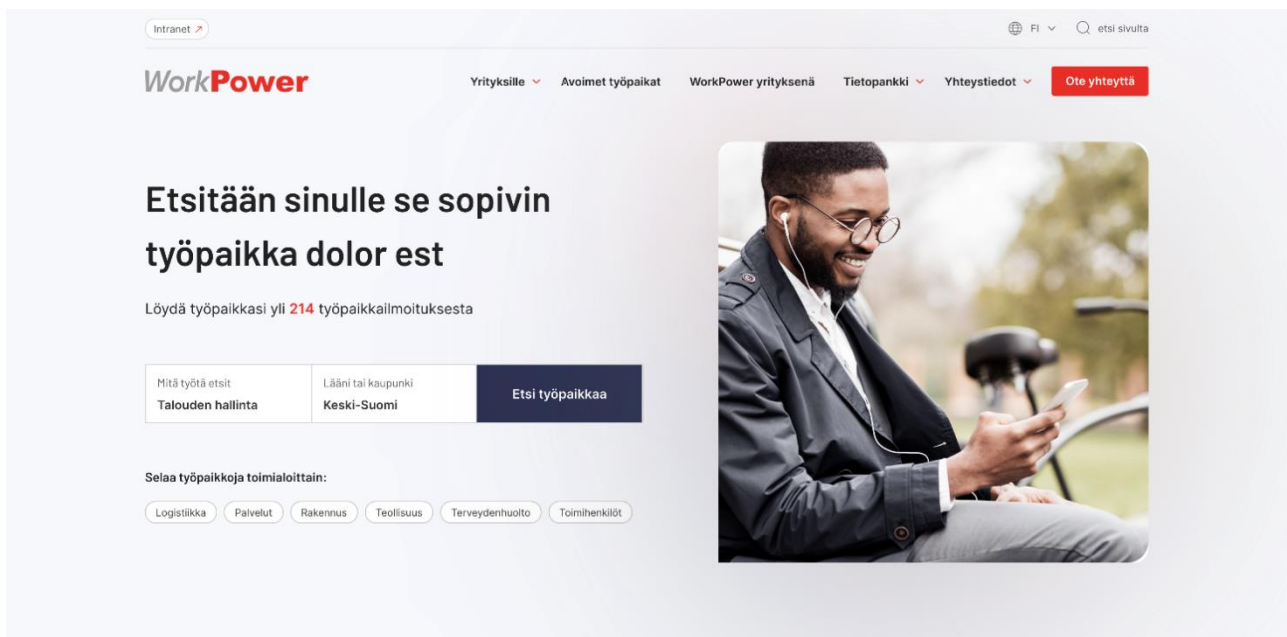 Intranet
FI
etsi sivulta
WorkPower
Yrityksille
Avoimet työpaikat
WorkPower yrityksenä
Tietopankki
Yhteystiedot
Ote yhteyttä
Etsitään sinulle se sopivin
työpaikka dolor est
Löydä työpaikkasi yli 214 työpaikkailmoituksesta
Mitä työtä etsit
Talouden hallinta
Lääni tai kaupunki
Keski-Suomi
Etsi työpaikkaa
Selaa työpaikkoja toimialoittain:
Logistiikka
Palvelut
Rakennus
Teollisuus
Terveydenhuolto
Toimihenkilöt